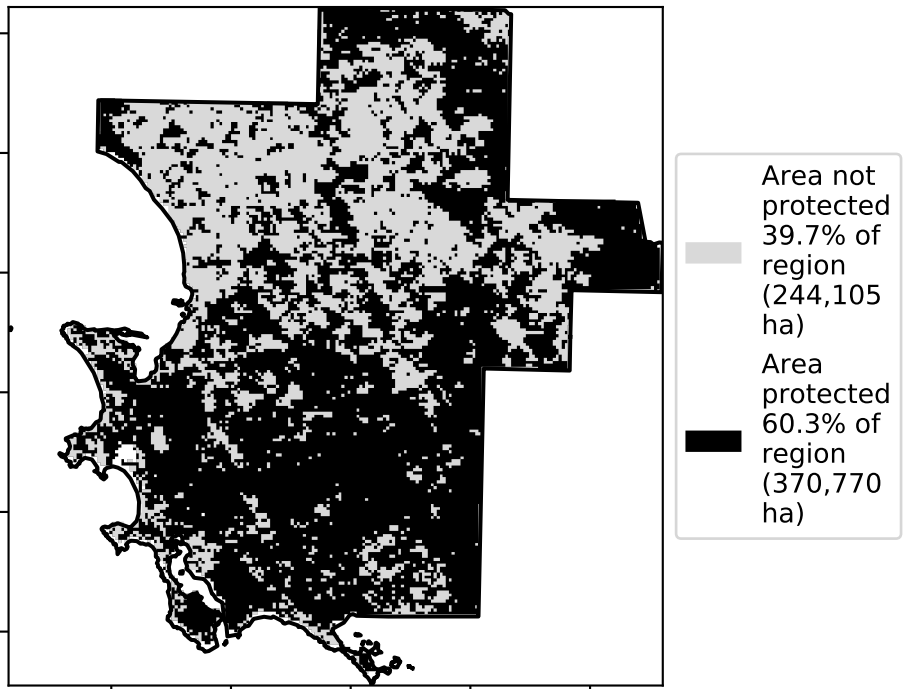 Area not
protected
39.7% of
region
(244,105
ha)
Area
protected
60.3% of
region
(370,770
ha)